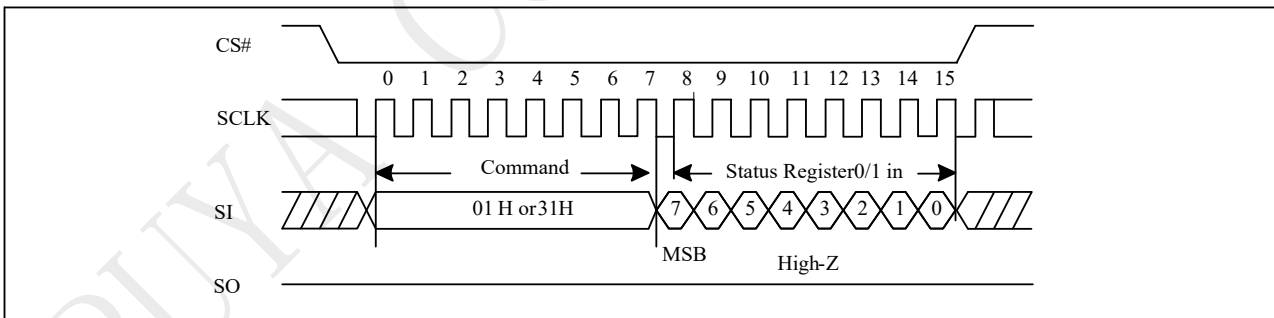 CS#
0 1 2 3 4 5 6 7 8 9 10 11 12 13 14 15
SCLK
Command Status Register0/1 in
SI 01 H or31H 7 6 5 4 3 2 1 0
MSB
High-Z
SO